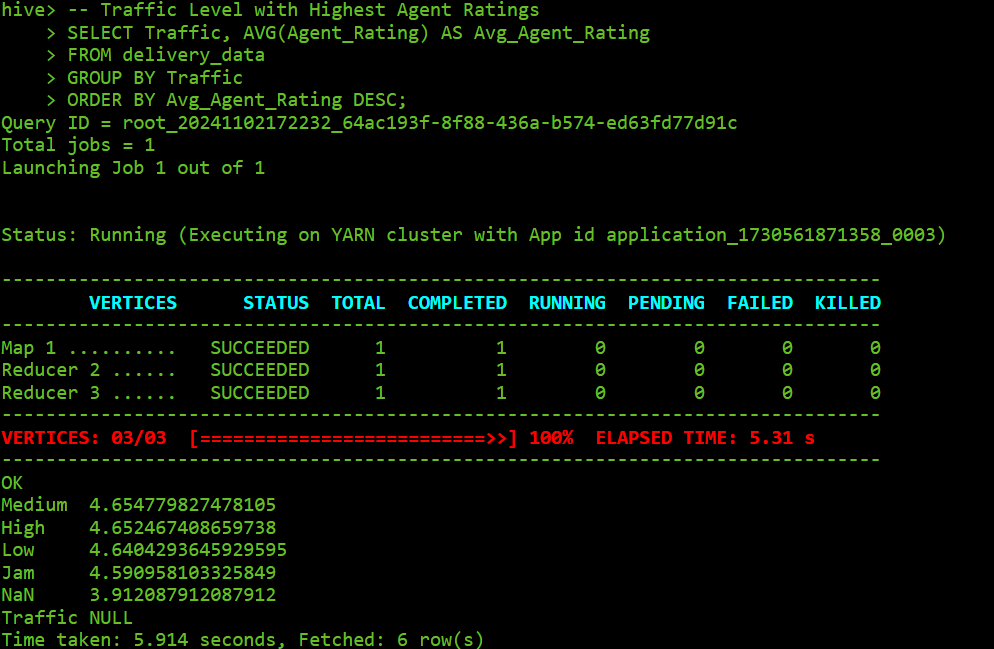 hive> -- Traffic Level with Highest Agent Ratings
    > SELECT Traffic, AVG(Agent_Rating) AS Avg_Agent_Rating
    > FROM delivery_data
    > GROUP BY Traffic
    > ORDER BY Avg_Agent_Rating DESC;
Query ID = root_20241102172232_64ac193f-8f88-436a-b574-ed63fd77d91c
Total jobs = 1
Launching Job 1 out of 1
Status: Running (Executing on YARN cluster with App id application_1730561871358_0003)
--------------------------------------------------------------------------------
        VERTICES      STATUS  TOTAL  COMPLETED  RUNNING  PENDING  FAILED  KILLED
--------------------------------------------------------------------------------
Map 1 ..........   SUCCEEDED      1          1        0        0       0       0
Reducer 2 ......   SUCCEEDED      1          1        0        0       0       0
Reducer 3 ......   SUCCEEDED      1          1        0        0       0       0
--------------------------------------------------------------------------------
VERTICES: 03/03  [==========================>>] 100%  ELAPSED TIME: 5.31 s
--------------------------------------------------------------------------------
OK
Medium  4.654779827478105
High    4.652467408659738
Low     4.6404293645929595
Jam     4.590958103325849
NaN     3.912087912087912
Traffic NULL
Time taken: 5.914 seconds, Fetched: 6 row(s)